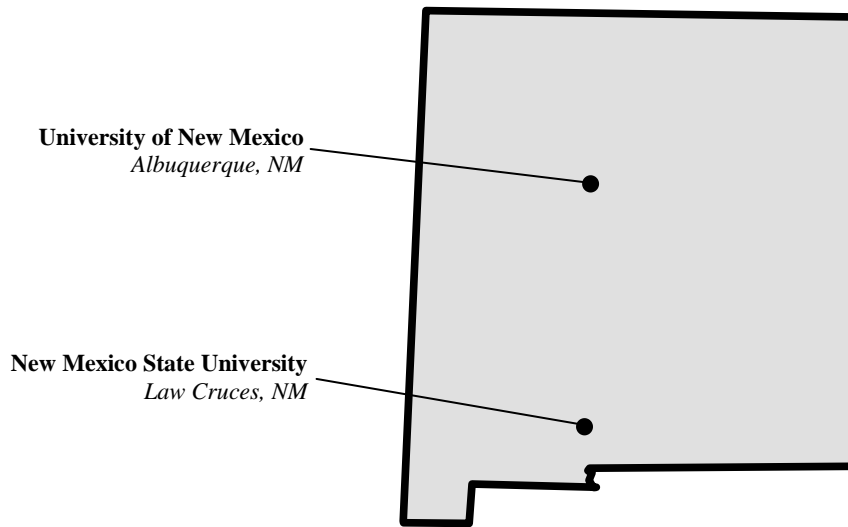 University of New Mexico
Albuquerque, NM
New Mexico State University
Law Cruces, NM